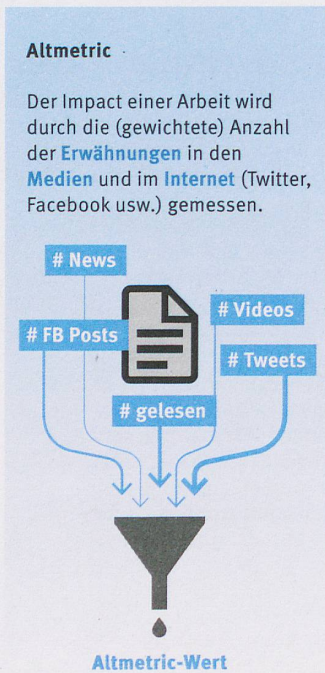 Altmetric
Der Impact einer Arbeit wird
durch die (gewichtete) Anzahl
der Erwähnungen in den
Medien und im Internet (Twitter,
Facebook usw.) gemessen.
# News
# Videos
# FB Posts
# Tweets
# gelesen
Altmetric-Wert